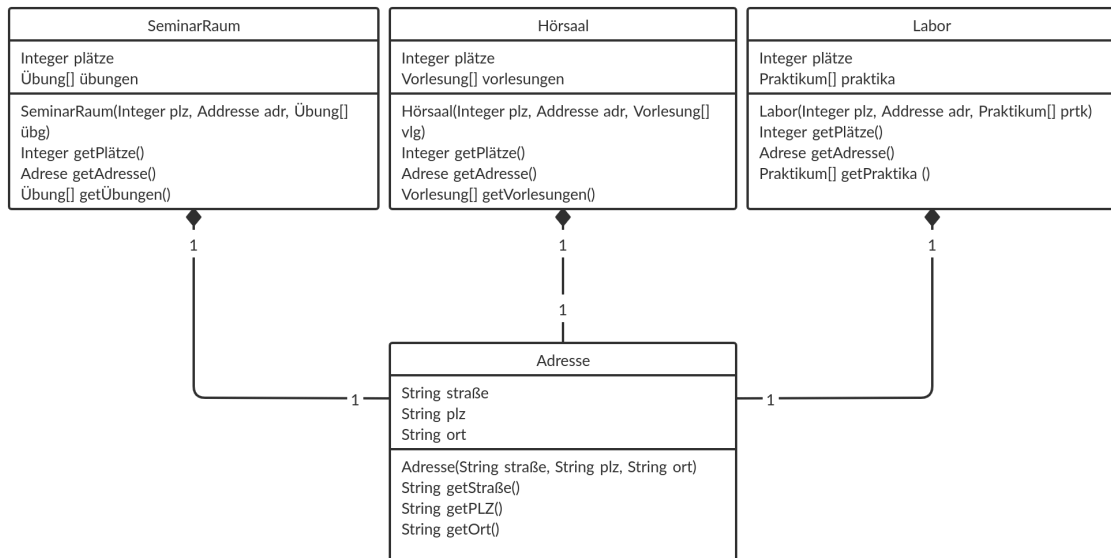 SeminarRaum
Integer plätze
Übung[] übungen
SeminarRaum(Integer plz, Addresse adr, Übung[]
übg)
Integer getPlätze()
Adrese getAdresse()
Übung[] getÜbungen()
Hörsaal
Integer plätze
Vorlesung[] vorlesungen
Hörsaal(Integer plz, Addresse adr, Vorlesung[]
vlg)
Integer getPlätze()
Adrese getAdresse()
Vorlesung[] getVorlesungen()
Labor
Integer plätze
Praktikum[] praktika
Labor(Integer plz, Addresse adr, Praktikum[] prtk)
Integer getPlätze()
Adrese getAdresse()
Praktikum[] getPraktika ()
1
1
1
1
1
1
Adresse
String straße
String plz
String ort
Adresse(String straße, String plz, String ort)
String getStraße()
String getPLZ()
String getOrt()